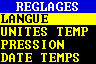 REGLAGES
LANGUE
UNITES TEMP
PRESSION
DATE TEMPS